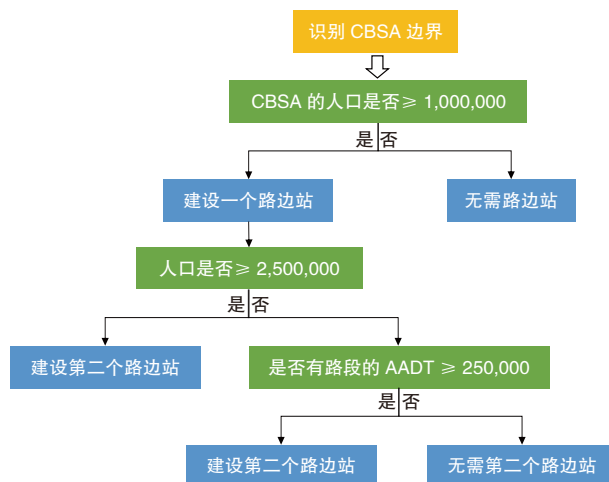 识别 CBSA 边界
CBSA 的人口是否≥ 1,000,000
是 否
建设一个路边站 无需路边站
人口是否≥ 2,500,000
是 否
建设第二个路边站 是否有路段的 AADT ≥ 250,000
是 否
建设第二个路边站 无需第二个路边站